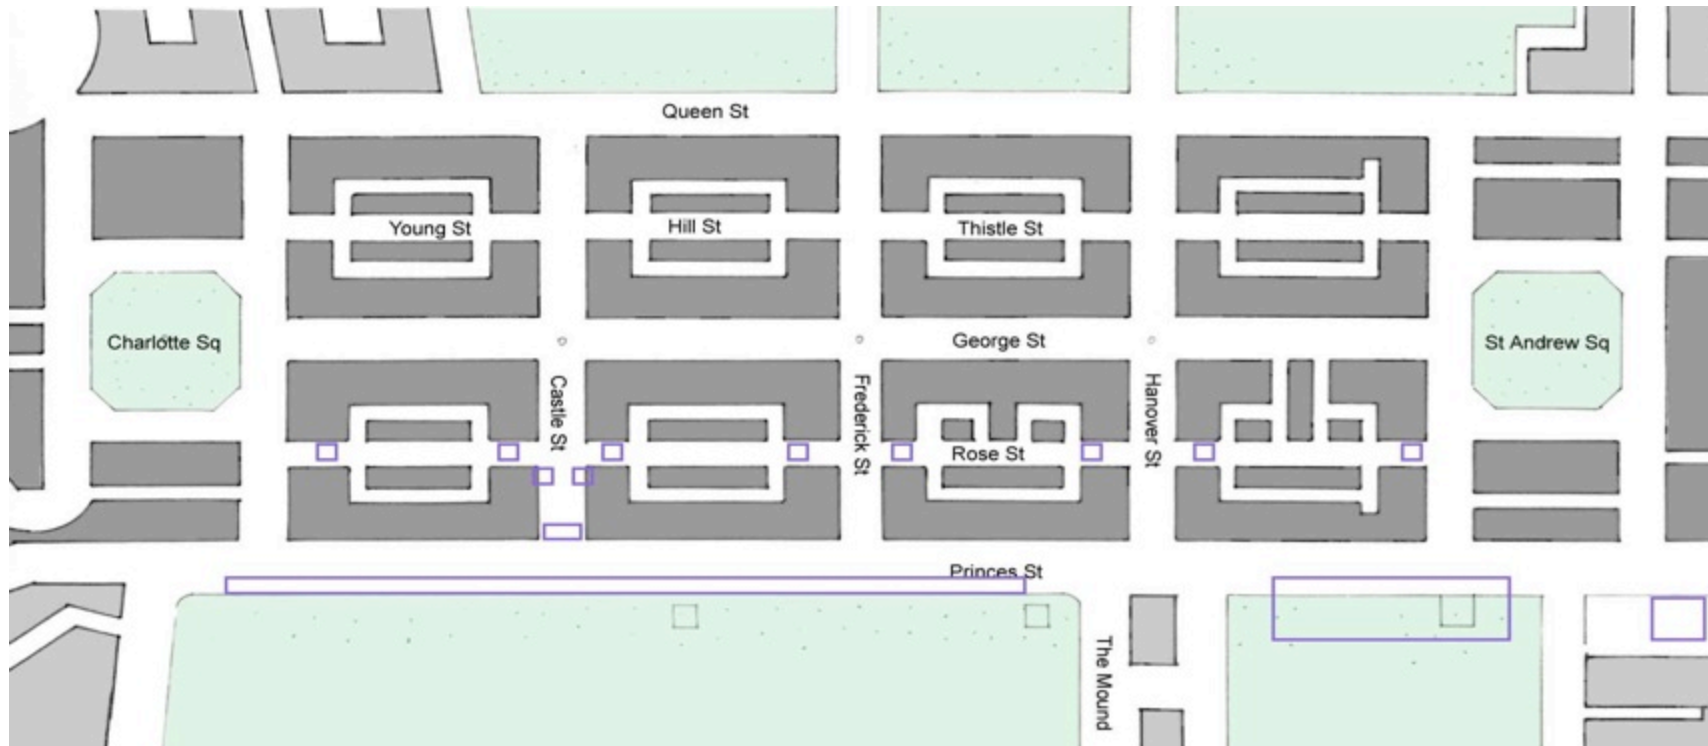 Queen St
Young St
Hill St
Thistle St
Charlotte Sq
George St
St Andrew Sq
Castle St
Frederick St
Hanover St
Rose St
Princes St
The Mound